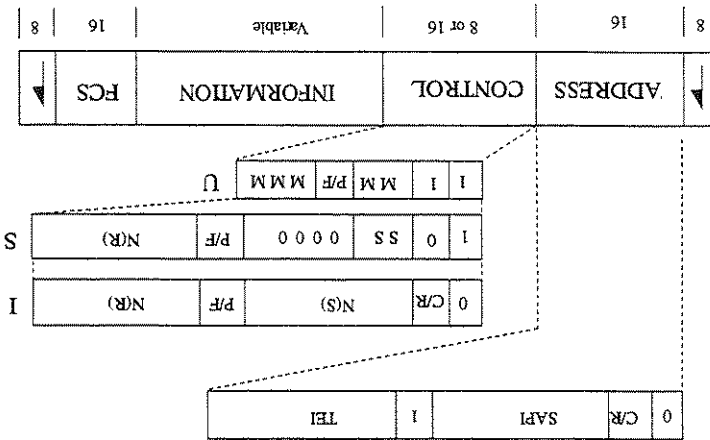 0 C/R SAPI 1 TEI
0 C/R N(S) P/F N(R) I
1 0 S S 0 0 0 0 P/F N(R) S
1 1 M M P/F M M M U
ADDRESS CONTROL INFORMATION FCS
8 16 8 or 16 Variable 16 8